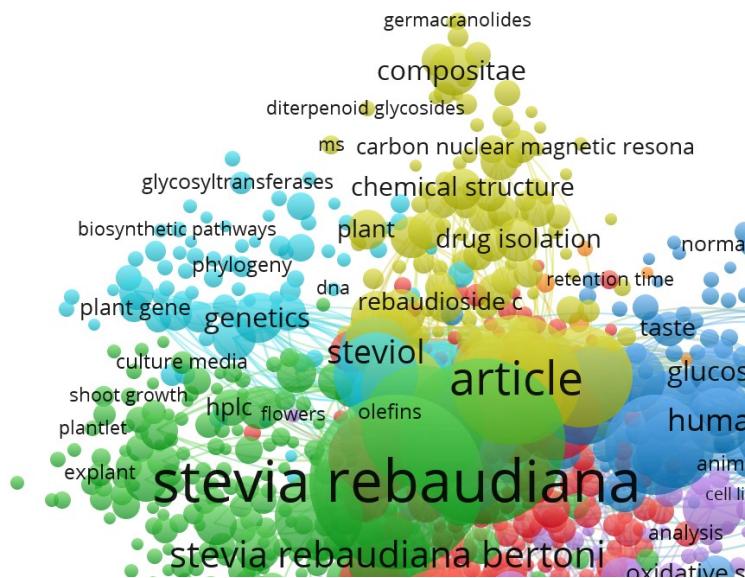 germacranolides
compositae
diterpenoid glycosides
ms
carbon nuclear magnetic resona
glycosyltransferases
chemical structure
biosynthetic pathways
plant
drug isolation
norma
phylogeny
retention time
dna
plant gene
rebaudioside c
genetics
taste
steviol
culture media
article
glucos
shoot growth
hplc
flowers
olefins
huma
plantlet
explant
anim
stevia rebaudiana
cell li
analysis
stevia rebaudiana bertoni
oxidative s